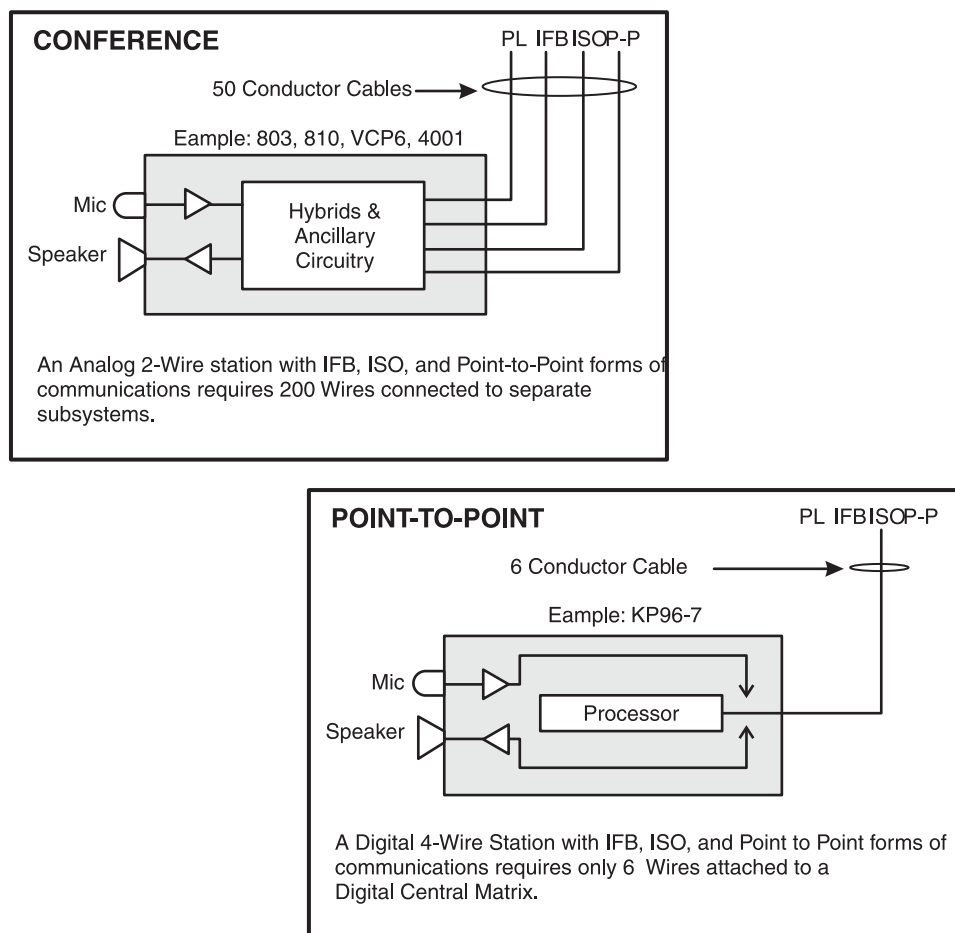 CONFERENCE
PL IFB ISO P-P
50 Conductor Cables
Eample: 803, 810, VCP6, 4001
Mic
Speaker
Hybrids &
Ancillary
Circuitry
An Analog 2-Wire station with IFB, ISO, and Point-to-Point forms of
communications requires 200 Wires connected to separate
subsystems.
POINT-TO-POINT
PL IFB ISO P-P
6 Conductor Cable
Eample: KP96-7
Mic
Speaker
Processor
A Digital 4-Wire Station with IFB, ISO, and Point to Point forms of
communications requires only 6 Wires attached to a
Digital Central Matrix.